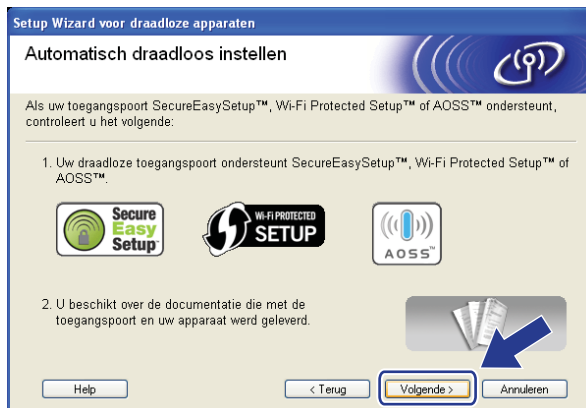 Setup Wizard voor draadloze apparaten
Automatisch draadloos instellen
Als uw toegangspoort SecureEasySetup™, Wi-Fi Protected Setup™ of AOSS™ ondersteunt,
controleert u het volgende:
1. Uw draadloze toegangspoort ondersteunt SecureEasySetup™, Wi-Fi Protected Setup™ of
AOSS™.
Secure
Easy
Setup™
WI-FI PROTECTED
SETUP
AOSS™
2. U beschikt over de documentatie die met de
toegangspoort en uw apparaat werd geleverd.
Help
< Terug
Volgende >
Annuleren